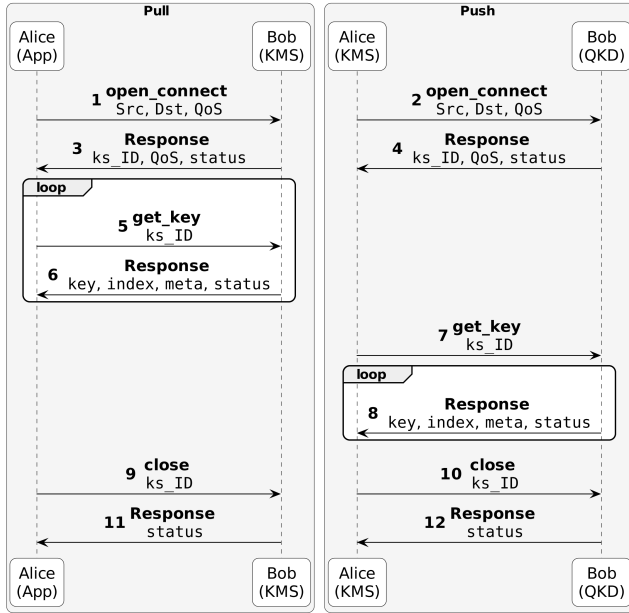 Pull
Push
Alice
(App)
Bob
(KMS)
Alice
(KMS)
Bob
(QKD)
1 open_connect
Src, Dst, QoS
2 open_connect
Src, Dst, QoS
3 Response
ks_ID, QoS, status
4 Response
ks_ID, QoS, status
loop
5 get_key
ks_ID
6 Response
key, index, meta, status
7 get_key
ks_ID
loop
8 Response
key, index, meta, status
9 close
ks_ID
10 close
ks_ID
11 Response
status
12 Response
status
Alice
(App)
Bob
(KMS)
Alice
(KMS)
Bob
(QKD)